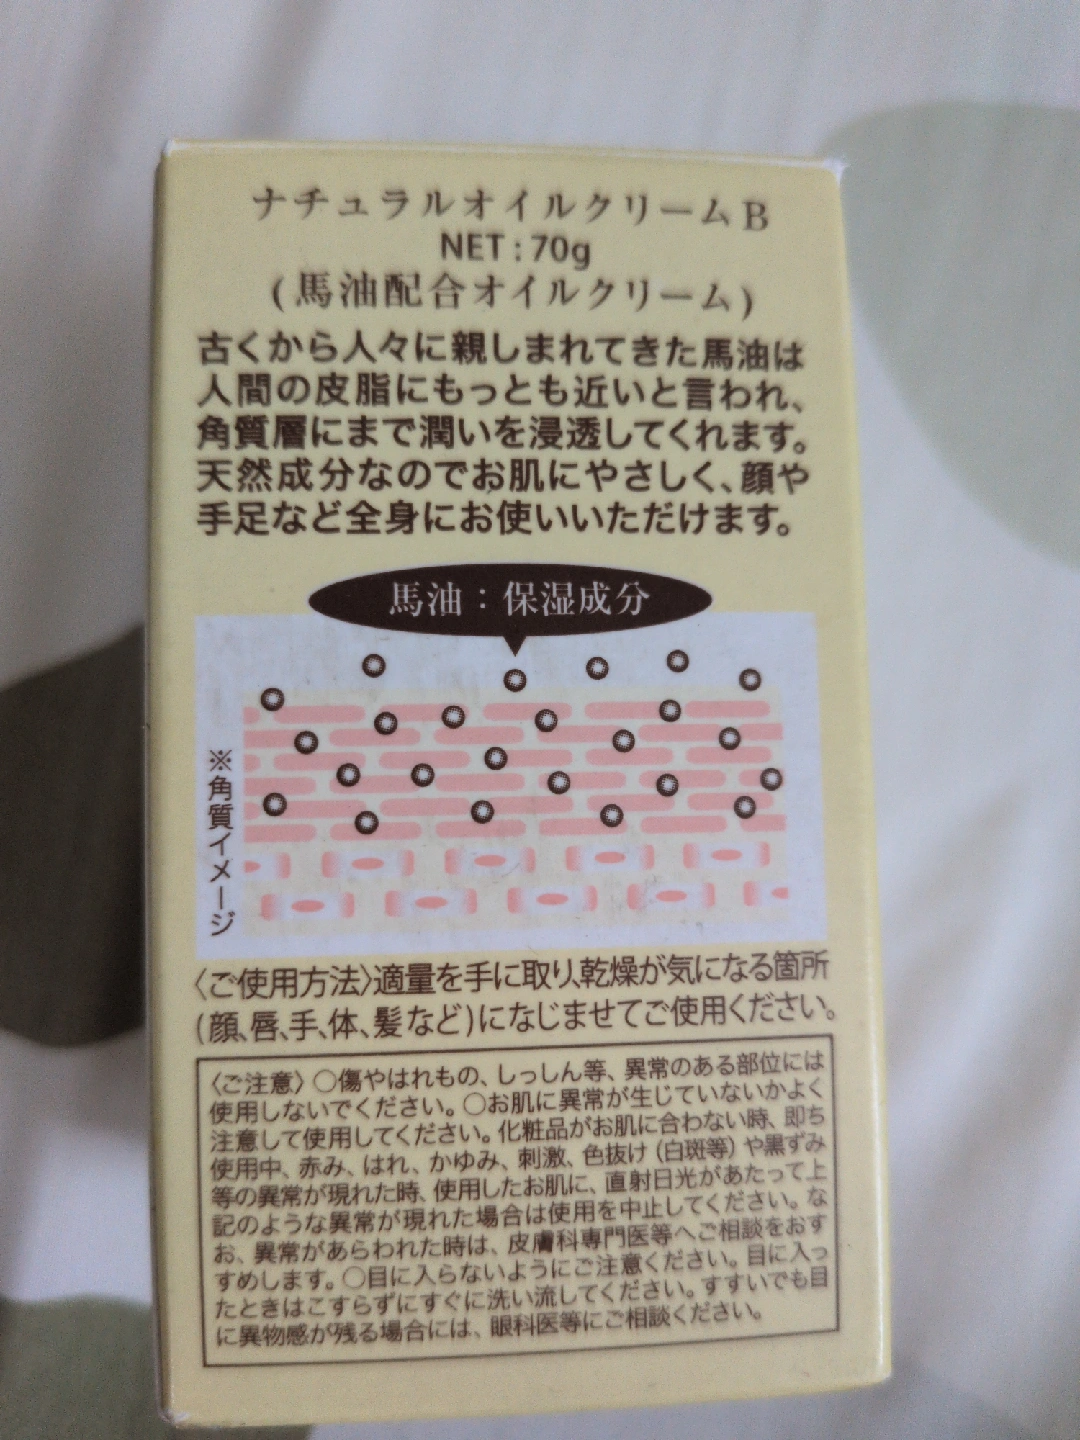 ナチュラルオイルクリームB
NET:70g
(馬油配合オイルクリーム)
古くから人々に親しまれてきた馬油は
人間の皮脂にもっとも近いと言われ、
角質層にまで潤いを浸透してくれます。
天然成分なのでお肌にやさしく、顔や
手足など全身にお使いいただけます。
馬油：保湿成分
※角質イメージ
〈ご使用方法〉適量を手に取り、乾燥が気になる箇所
(顔、唇、手、体、髪など)になじませてご使用ください。
〈ご注意〉○傷やはれもの、しっしん等、異常のある部位には
使用しないでください。○お肌に異常が生じていないかよく
注意して使用してください。化粧品がお肌に合わない時、即ち
使用中、赤み、はれ、かゆみ、刺激、色抜け(白斑等)や黒ずみ
等の異常が現れた時、使用したお肌に、直射日光があたって上
記のような異常が現れた場合は使用を中止してください。な
お、異常があらわれた時は、皮膚科専門医等へご相談をおす
すめします。○目に入らないようにご注意ください。目に入っ
たときはこすらずにすぐに洗い流してください。すすいでも目
に異物感が残る場合には、眼科医等にご相談ください。